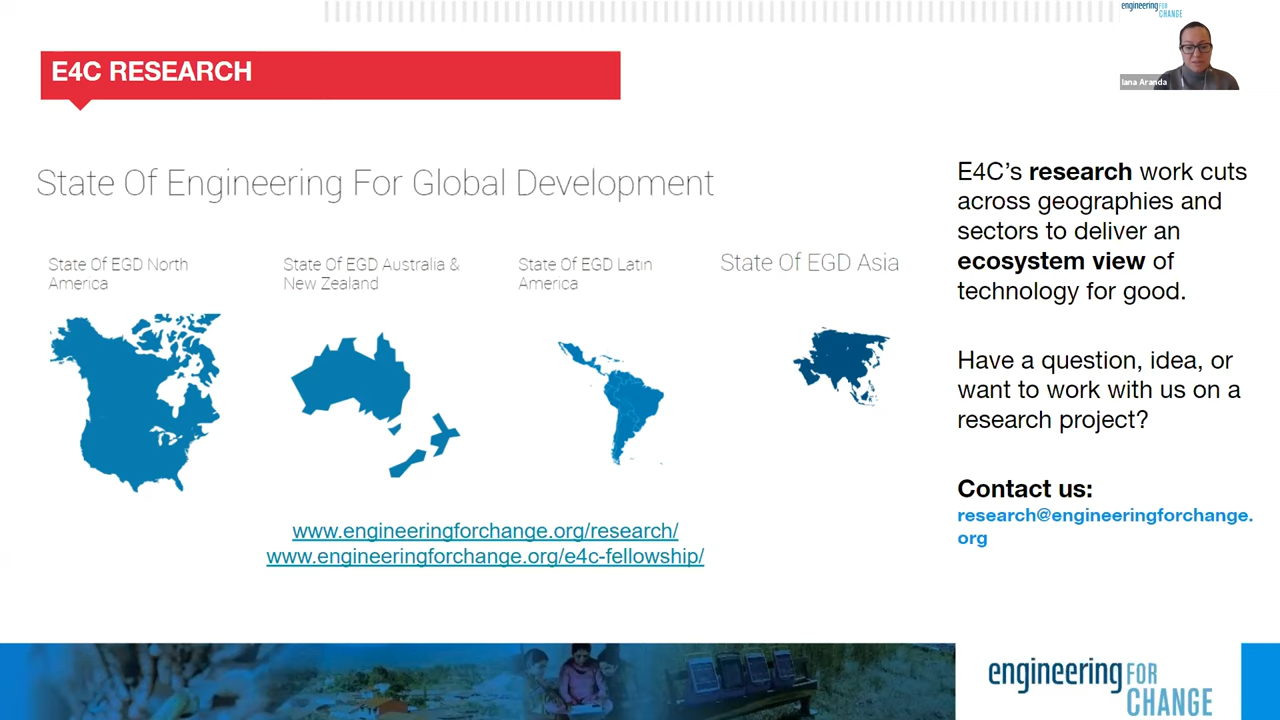 engineering FOR
CHANGE
Iana Aranda
E4C RESEARCH
State Of Engineering For Global Development
State Of EGD North
America
State Of EGD Australia &
New Zealand
State Of EGD Latin
America
State Of EGD Asia
www.engineeringforchange.org/research/
www.engineeringforchange.org/e4c-fellowship/
E4C’s research work cuts
across geographies and
sectors to deliver an
ecosystem view of
technology for good.
Have a question, idea, or
want to work with us on a
research project?
Contact us:
research@engineeringforchange.
org
engineering FOR
CHANGE